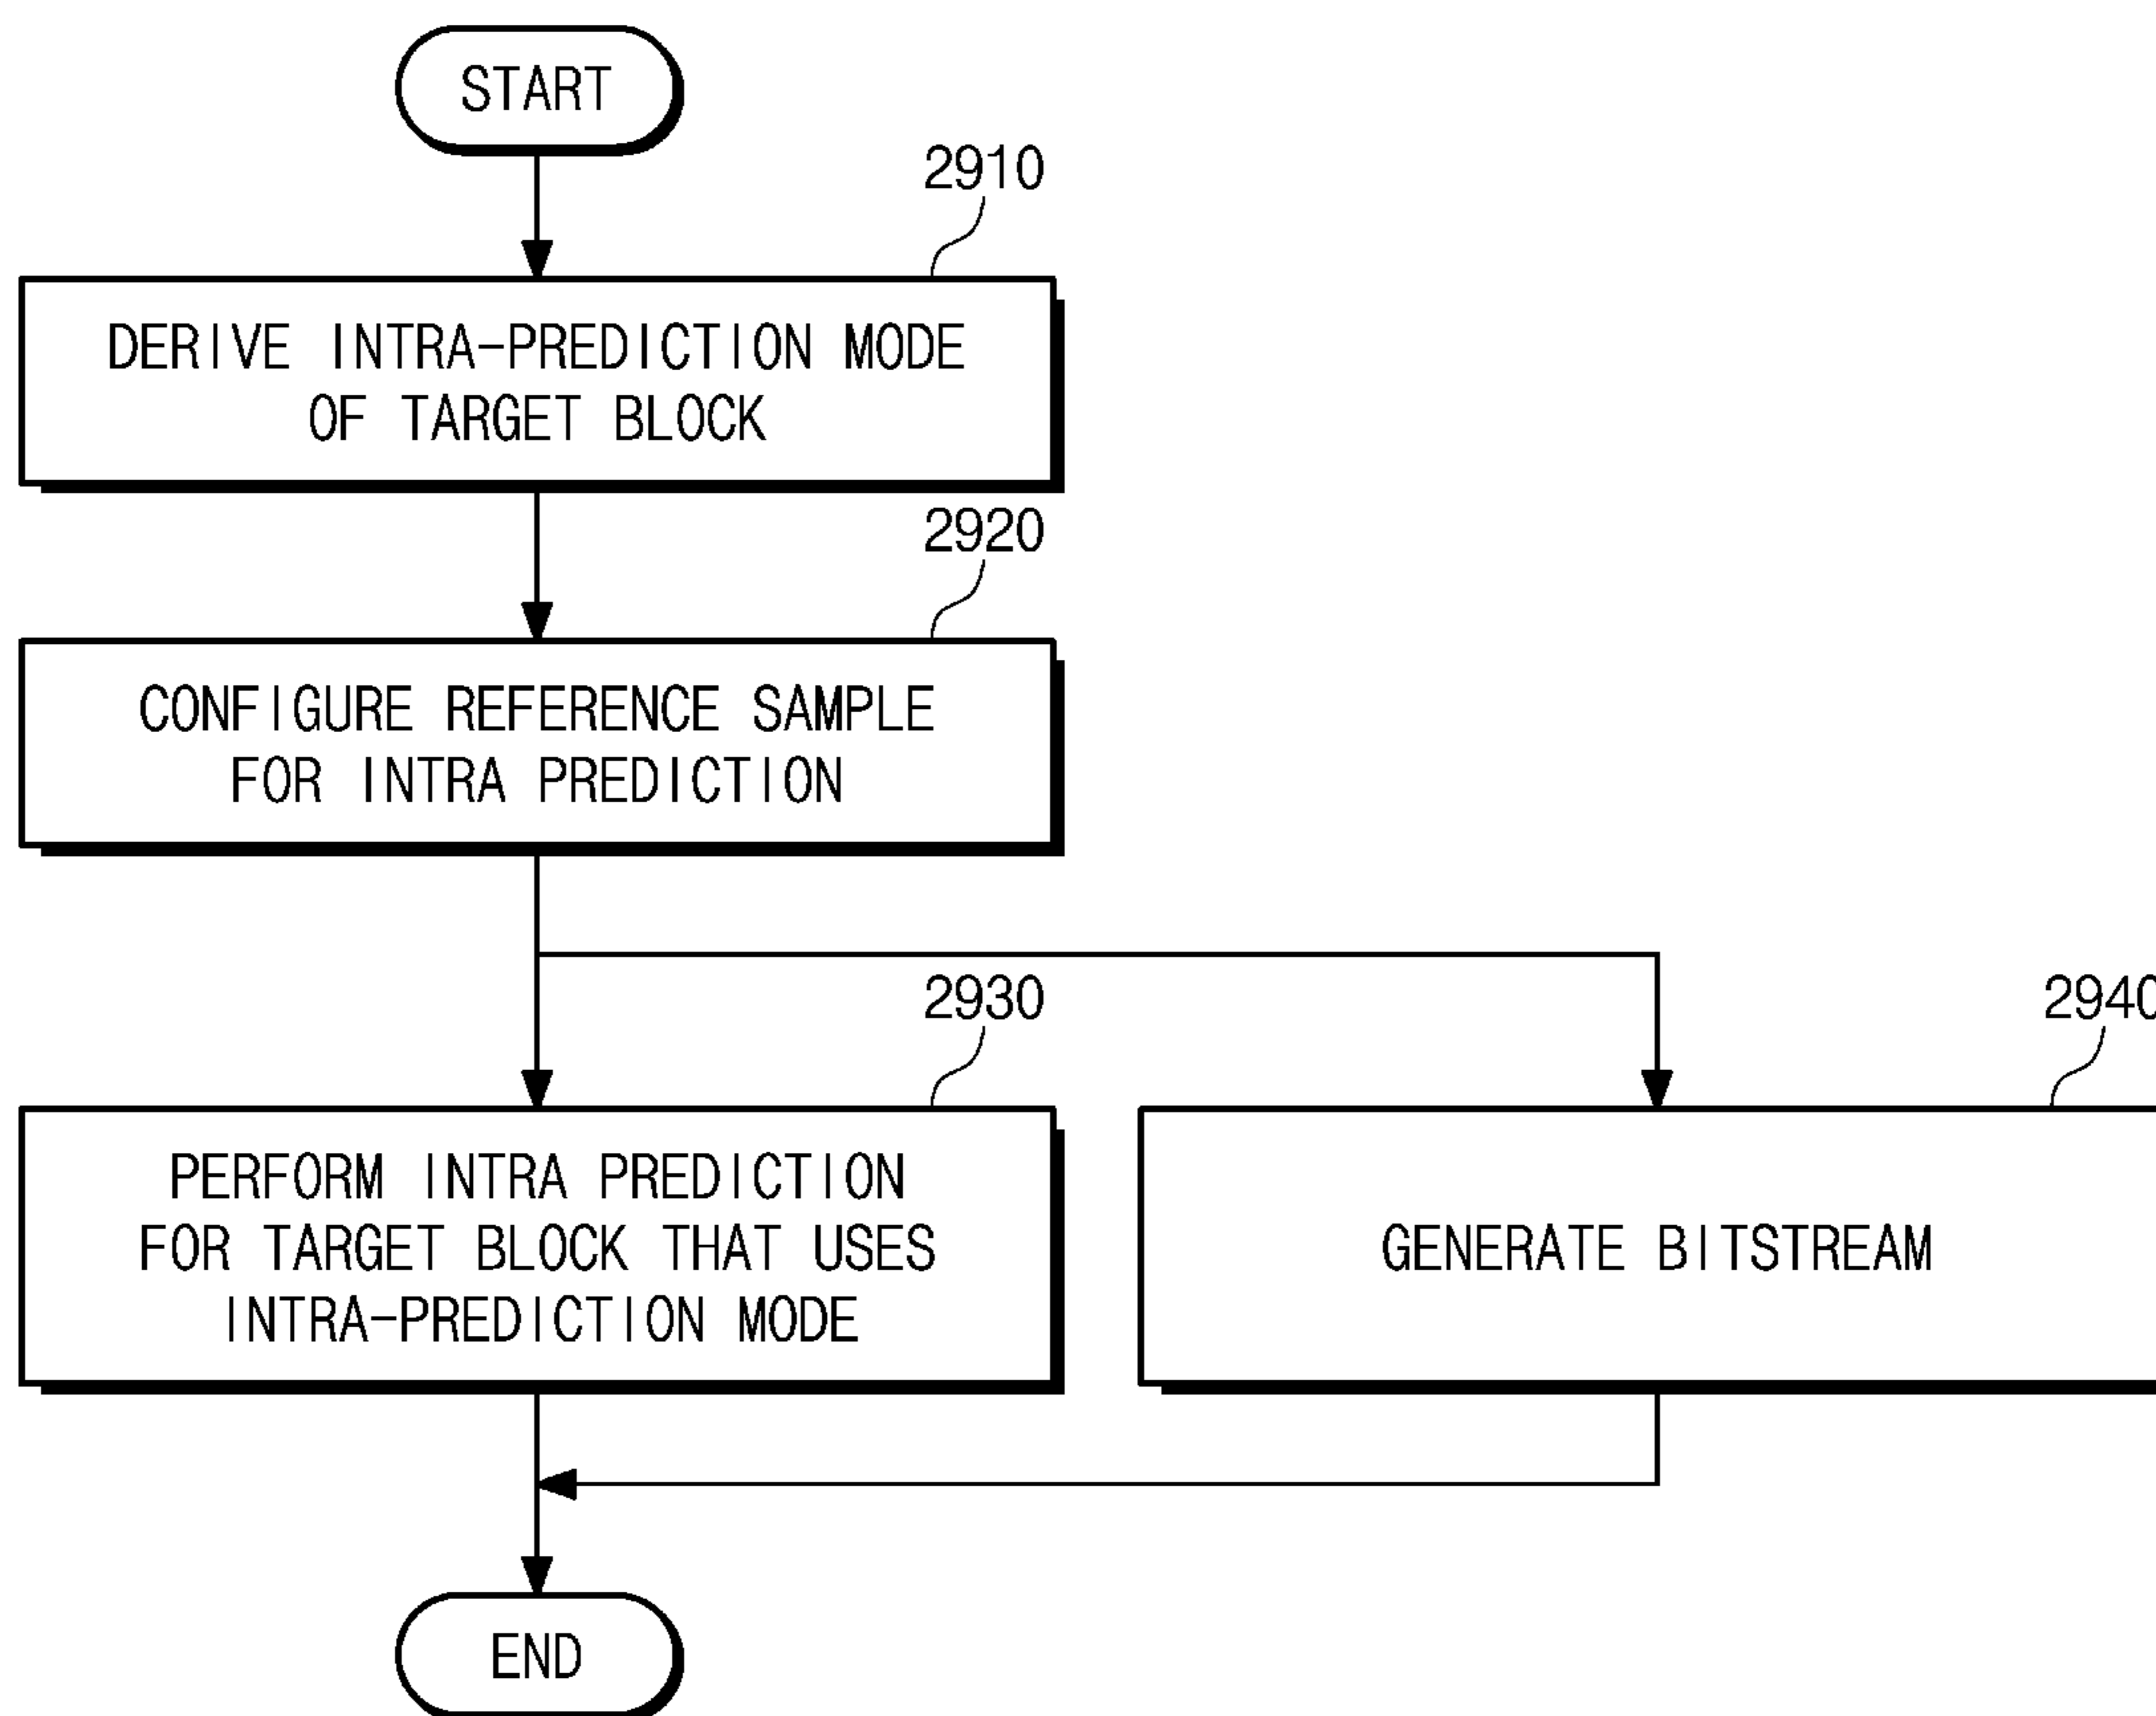 START
2910
DERIVE INTRA-PREDICTION MODE
OF TARGET BLOCK
2920
CONFIGURE REFERENCE SAMPLE
FOR INTRA PREDICTION
2930
2940
PERFORM INTRA PREDICTION
FOR TARGET BLOCK THAT USES
INTRA-PREDICTION MODE
GENERATE BITSTREAM
END